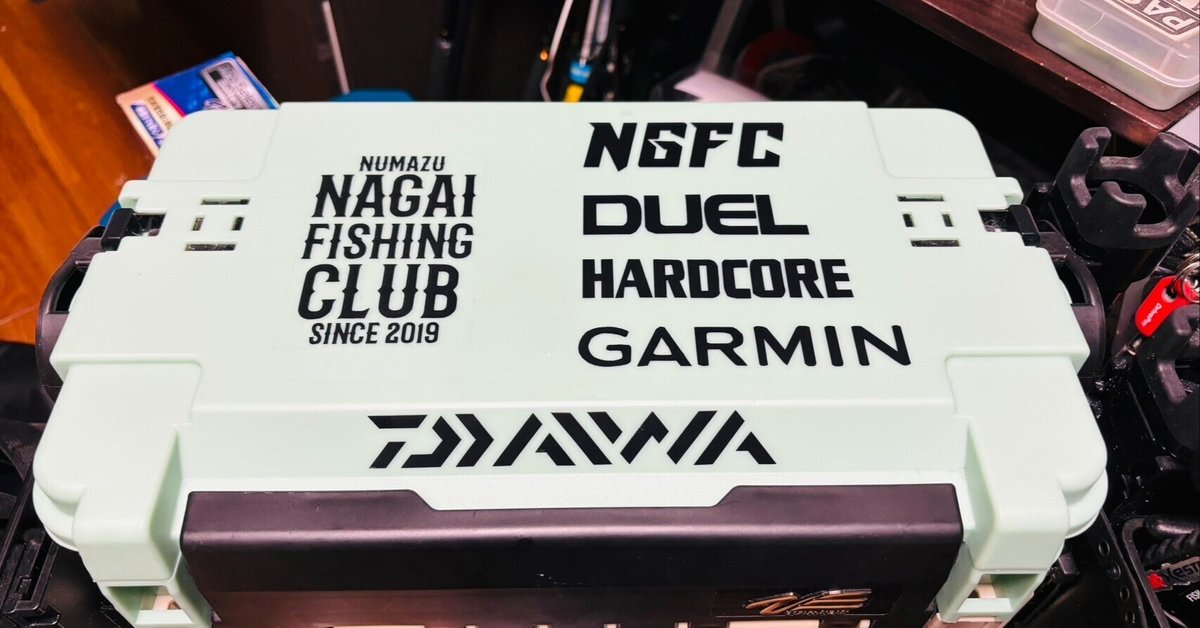 NUMAZU
NAGAI
FISHING
CLUB
SINCE 2019
NGFC
DUEL
HARDCORE
GARMIN
DAIWA